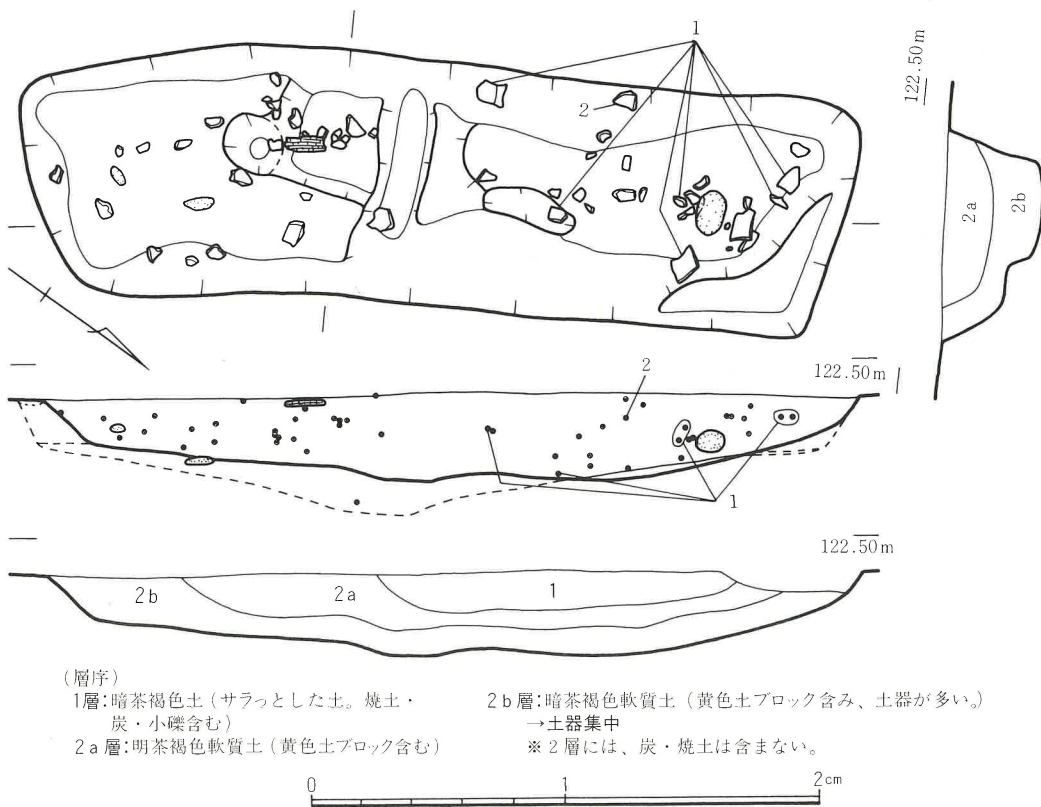 1
122.50m
2
2a
2b
122.50m
2
1
122.50m
2b
2a
1
(層序)
1層:暗茶褐色土(サラっとした土。焼土・
炭・小礫含む)
2a層:明茶褐色軟質土(黄色土ブロック含む)
2b層:暗茶褐色軟質土(黄色土ブロック含み、土器が多い。)
→土器集中
※2層には、炭・焼土は含まない。
0 1 2cm